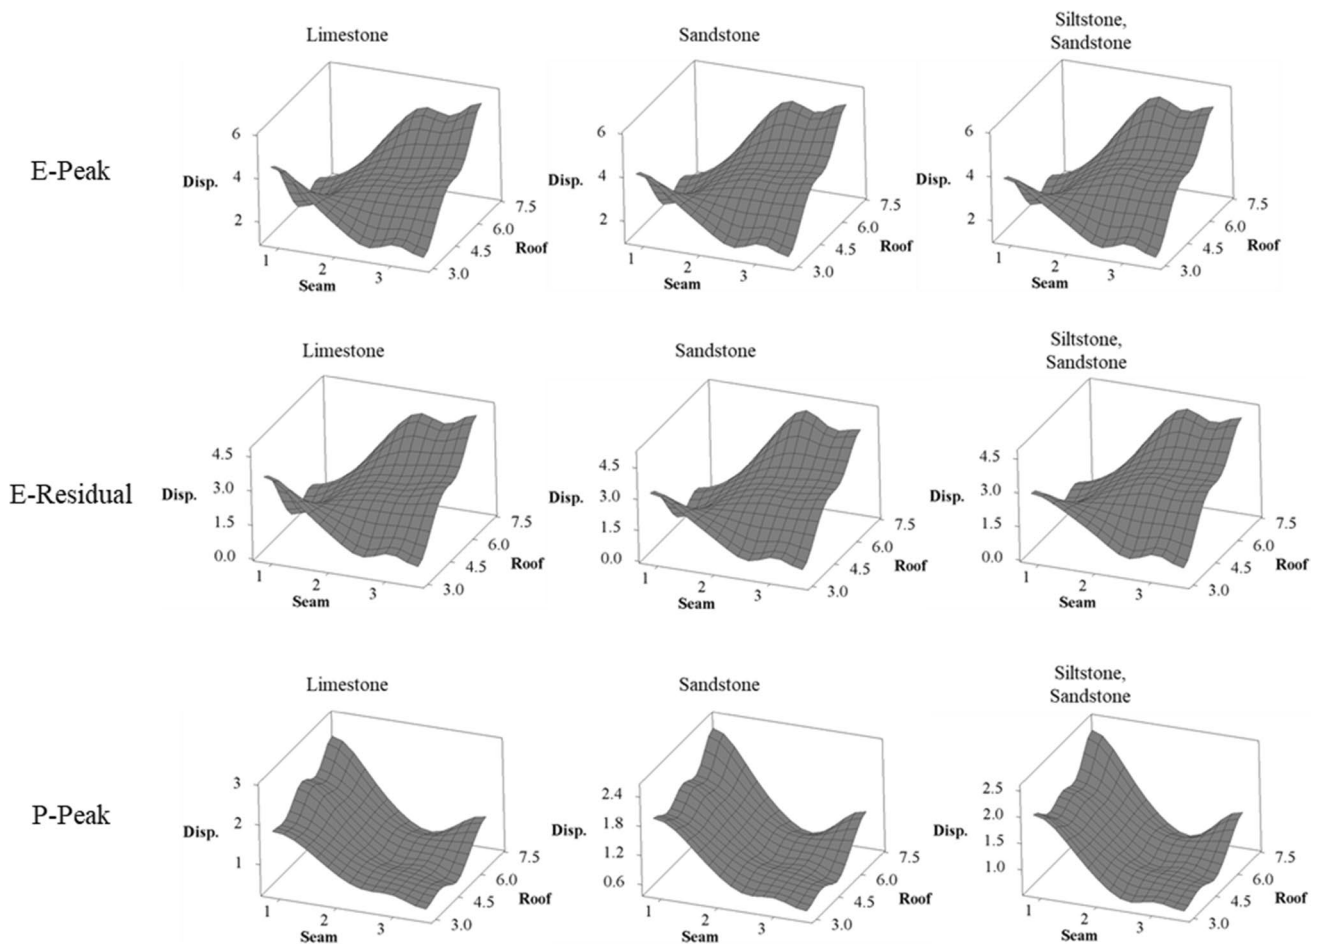 Limestone
Sandstone
Siltstone,
Sandstone
E-Peak
6
4
2
Disp.
1
2
3
Seam
3.0
4.5
6.0
7.5
Roof
6
4
2
Disp.
1
2
3
Seam
3.0
4.5
6.0
7.5
Roof
6
4
2
Disp.
1
2
3
Seam
3.0
4.5
6.0
7.5
Roof
Limestone
Sandstone
Siltstone,
Sandstone
E-Residual
4.5
3.0
1.5
0.0
Disp.
1
2
3
Seam
3.0
4.5
6.0
7.5
Roof
4.5
3.0
1.5
0.0
Disp.
1
2
3
Seam
3.0
4.5
6.0
7.5
Roof
4.5
3.0
1.5
0.0
Disp.
1
2
3
Seam
3.0
4.5
6.0
7.5
Roof
Limestone
Sandstone
Siltstone,
Sandstone
P-Peak
3
2
1
Disp.
1
2
3
Seam
3.0
4.5
6.0
7.5
Roof
2.4
1.8
1.2
0.6
Disp.
1
2
3
Seam
3.0
4.5
6.0
7.5
Roof
2.5
2.0
1.5
1.0
Disp.
1
2
3
Seam
3.0
4.5
6.0
7.5
Roof